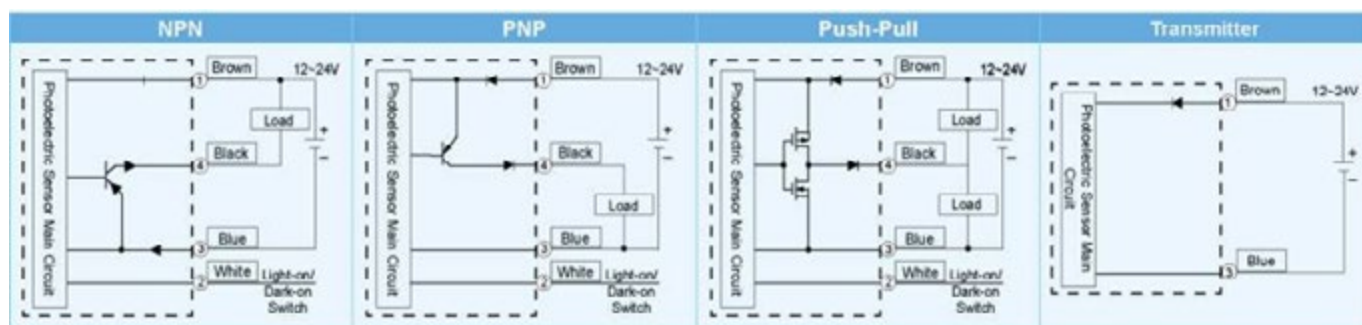 NPN
PNP
Push-Pull
Transmitter
Photoelectric Sensor Main Circuit
1
Brown
12~24V
Load
+
-
4
Black
3
Blue
2
White
Light-on/
Dark-on
Switch
Photoelectric Sensor Main Circuit
1
Brown
12~24V
+
-
4
Black
Load
3
Blue
2
White
Light-on/
Dark-on
Switch
Photoelectric Sensor Main Circuit
1
Brown
12~24V
Load
+
-
4
Black
Load
3
Blue
2
White
Light-on/
Dark-on
Switch
Photoelectric Sensor Main
Circuit
1
Brown
12~24V
+
-
3
Blue